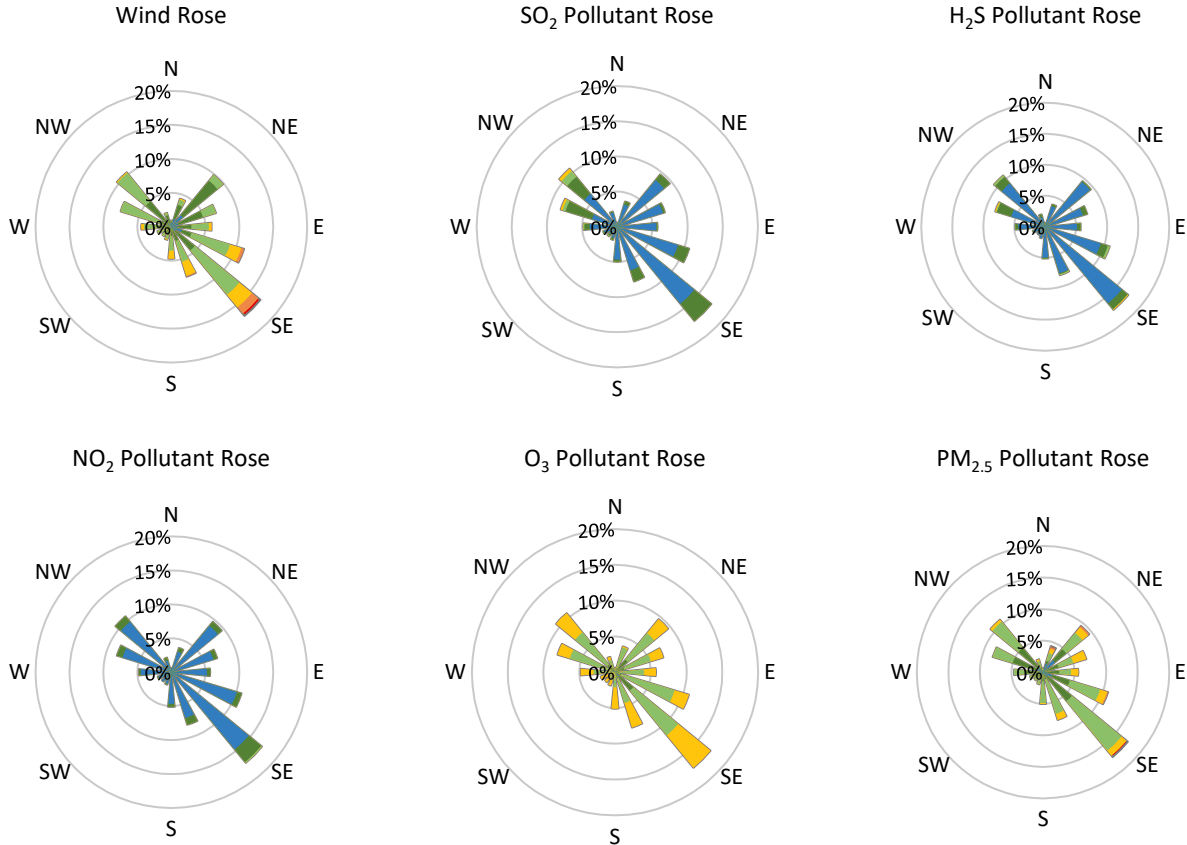 Wind Rose
N
20%
NW
15%
NE
10%
5%
W
0%
E
SW
SE
S
SO₂ Pollutant Rose
N
20%
NW
15%
NE
10%
5%
W
0%
E
SW
SE
S
H₂S Pollutant Rose
N
20%
NW
15%
NE
10%
5%
W
0%
E
SW
SE
S
NO₂ Pollutant Rose
N
20%
NW
15%
NE
10%
5%
W
0%
E
SW
SE
S
O₃ Pollutant Rose
N
20%
NW
15%
NE
10%
5%
W
0%
E
SW
SE
S
PM₂.₅ Pollutant Rose
N
20%
NW
15%
NE
10%
5%
W
0%
E
SW
SE
S